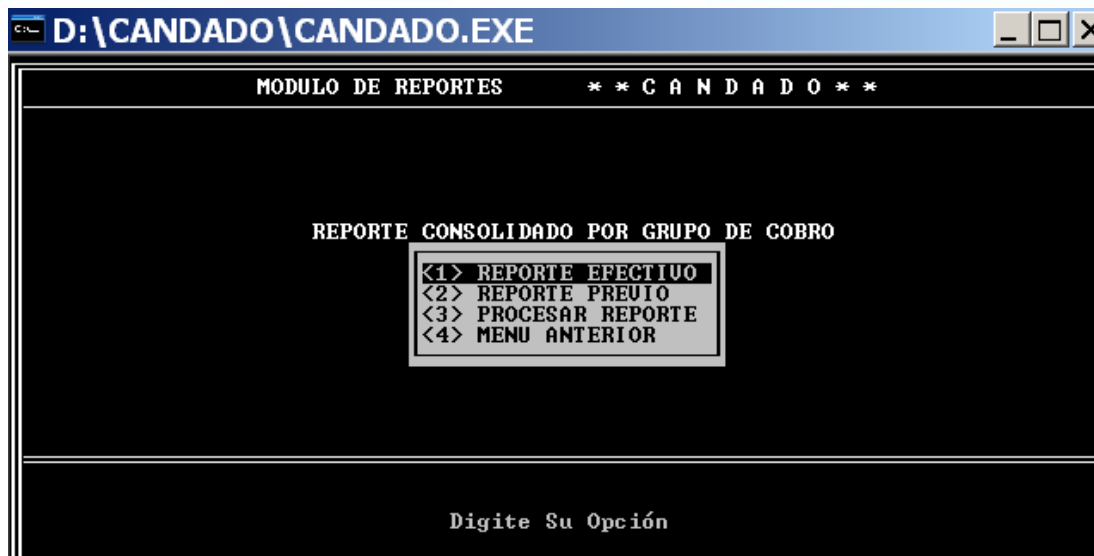 D:\CANDADO\CANDADO.EXE
MODULO DE REPORTES * * C A N D A D O * *
REPORTE CONSOLIDADO POR GRUPO DE COBRO
<1> REPORTE EFECTIVO
<2> REPORTE PREVIO
<3> PROCESAR REPORTE
<4> MENU ANTERIOR
Digite Su Opción